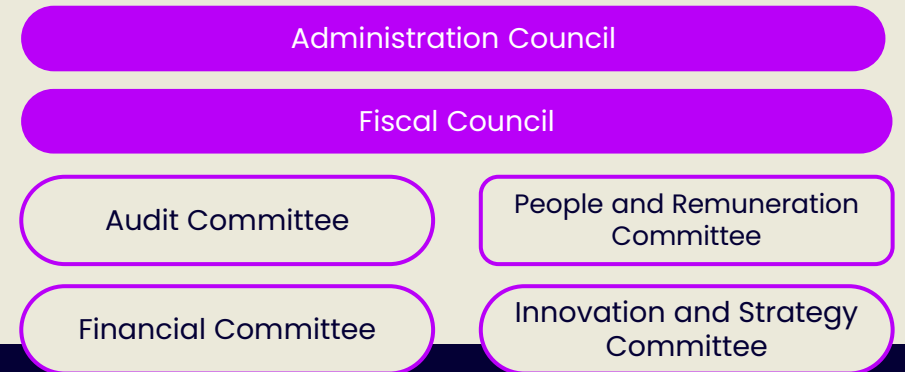 Administration Council
Fiscal Council
Audit Committee
People and Remuneration
Committee
Financial Committee
Innovation and Strategy
Committee